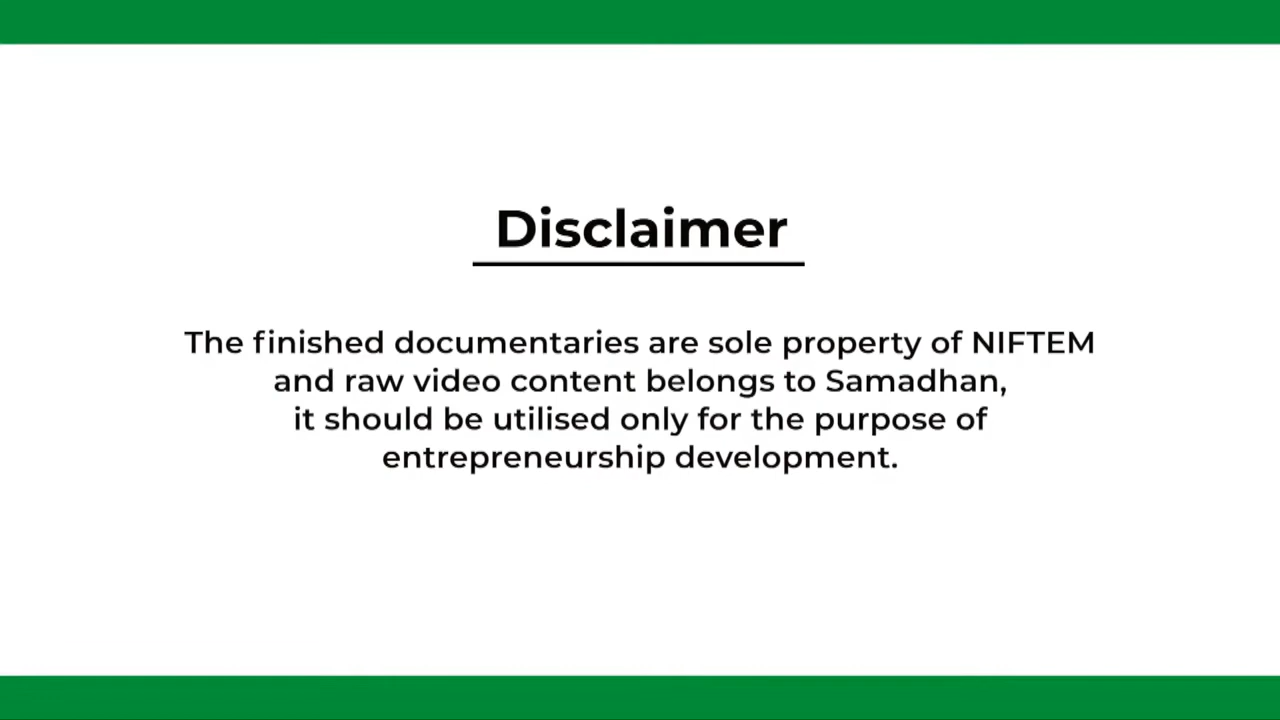 Disclaimer
The finished documentaries are sole property of NIFTEM
and raw video content belongs to Samadhan,
it should be utilised only for the purpose of
entrepreneurship development.